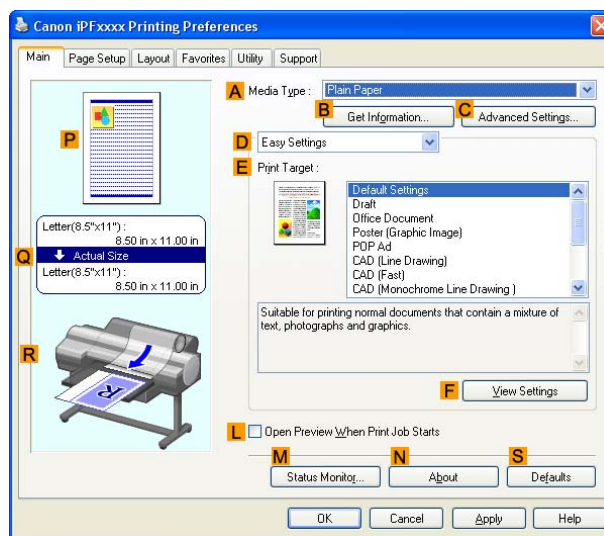 Canon iPFxxxx Printing Preferences
Main Page Setup Layout Favorites Utility Support
A Media Type : Plain Paper
B Get Information... C Advanced Settings...
D Easy Settings
E Print Target :
P
Default Settings
Draft
Office Document
Poster (Graphic Image)
POP Ad
CAD (Line Drawing)
CAD (Fast)
CAD (Monochrome Line Drawing )
Letter(8.5"x11") :
8.50 in x 11.00 in
Q Actual Size
Letter(8.5"x11") :
8.50 in x 11.00 in
Suitable for printing normal documents that contain a mixture of
text, photographs and graphics.
R
R
F View Settings
L Open Preview When Print Job Starts
M Status Monitor... N About S Defaults
OK Cancel Apply Help